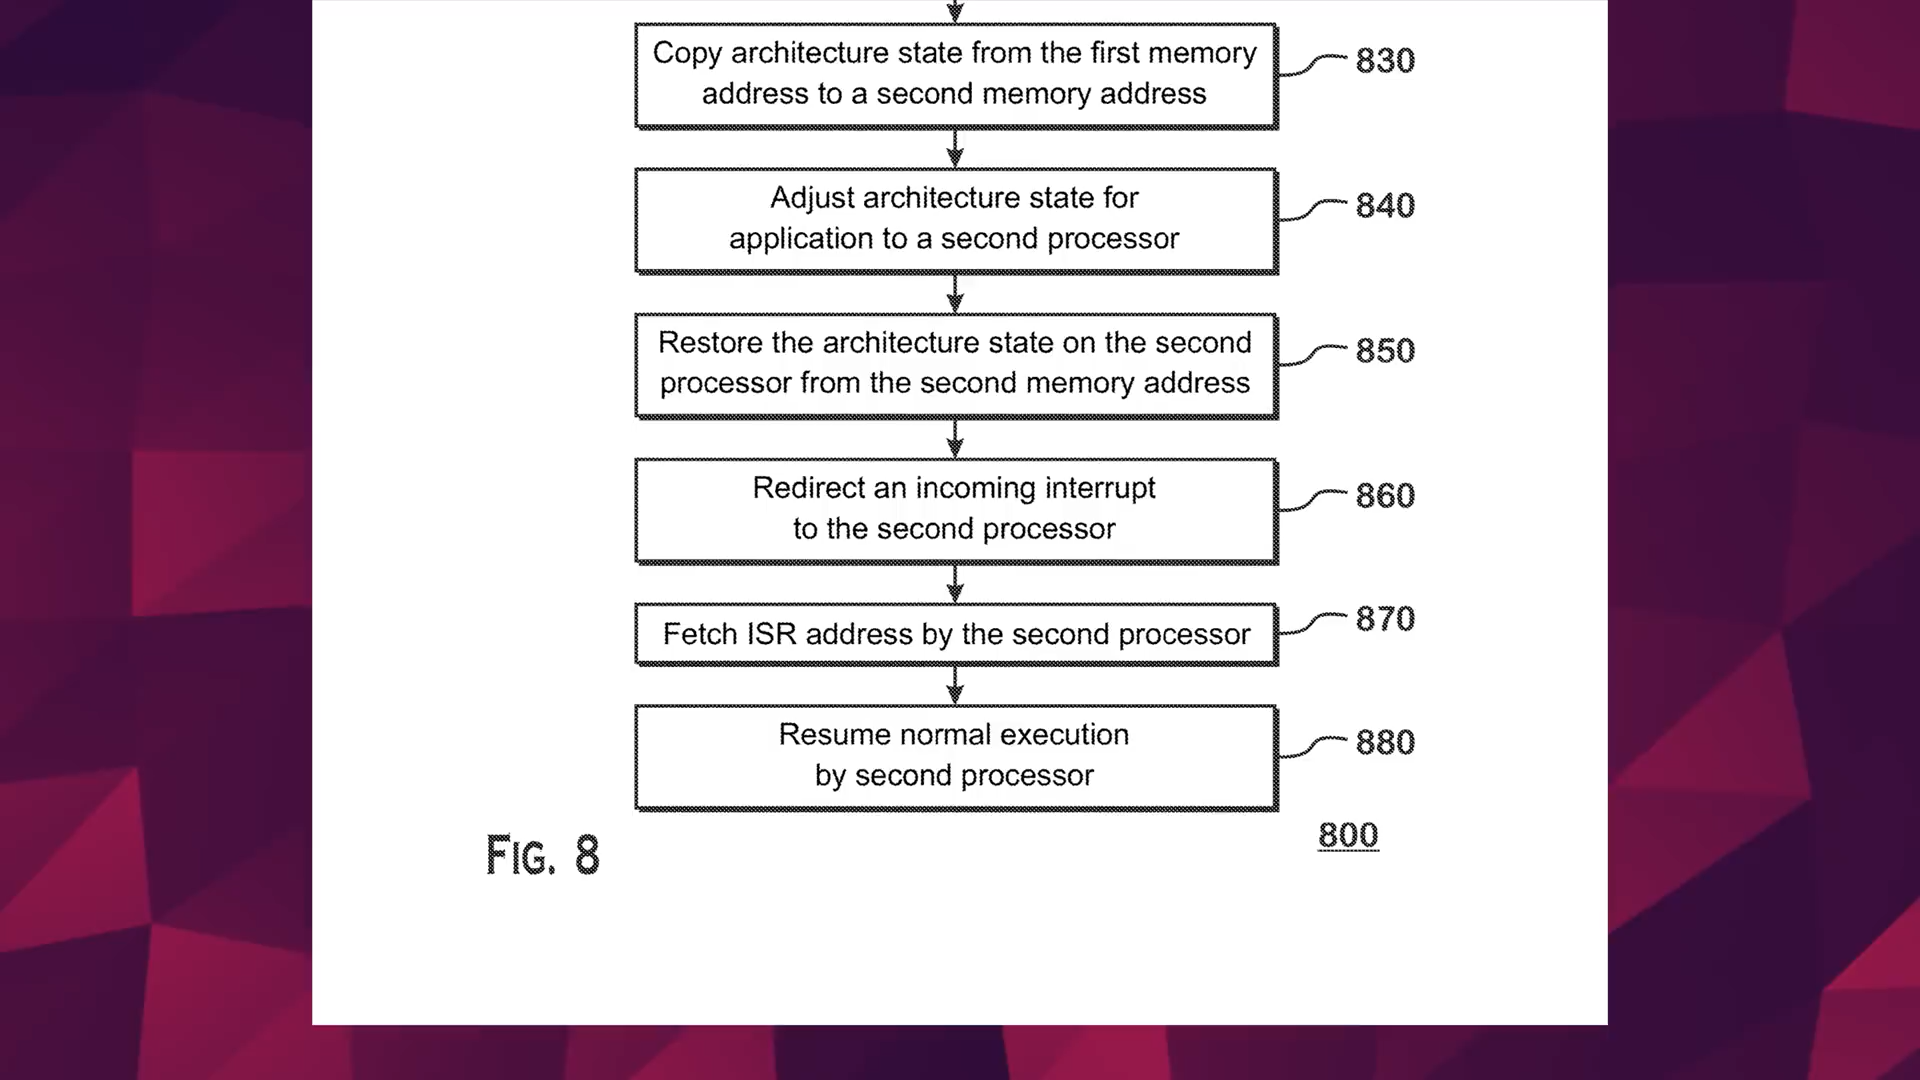 Copy architecture state from the first memory
address to a second memory address
830
Adjust architecture state for
application to a second processor
840
Restore the architecture state on the second
processor from the second memory address
850
Redirect an incoming interrupt
to the second processor
860
Fetch ISR address by the second processor
870
Resume normal execution
by second processor
880
800
FIG. 8